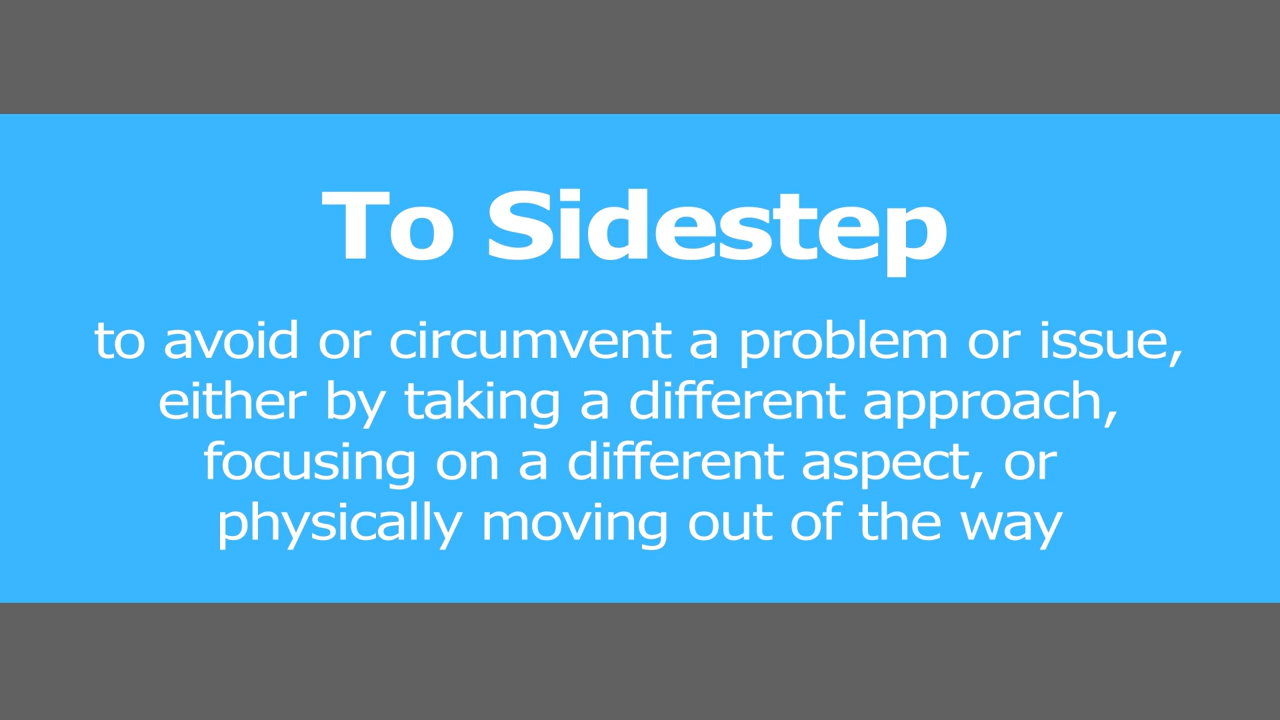 To Sidestep
to avoid or circumvent a problem or issue,
either by taking a different approach,
focusing on a different aspect, or
physically moving out of the way